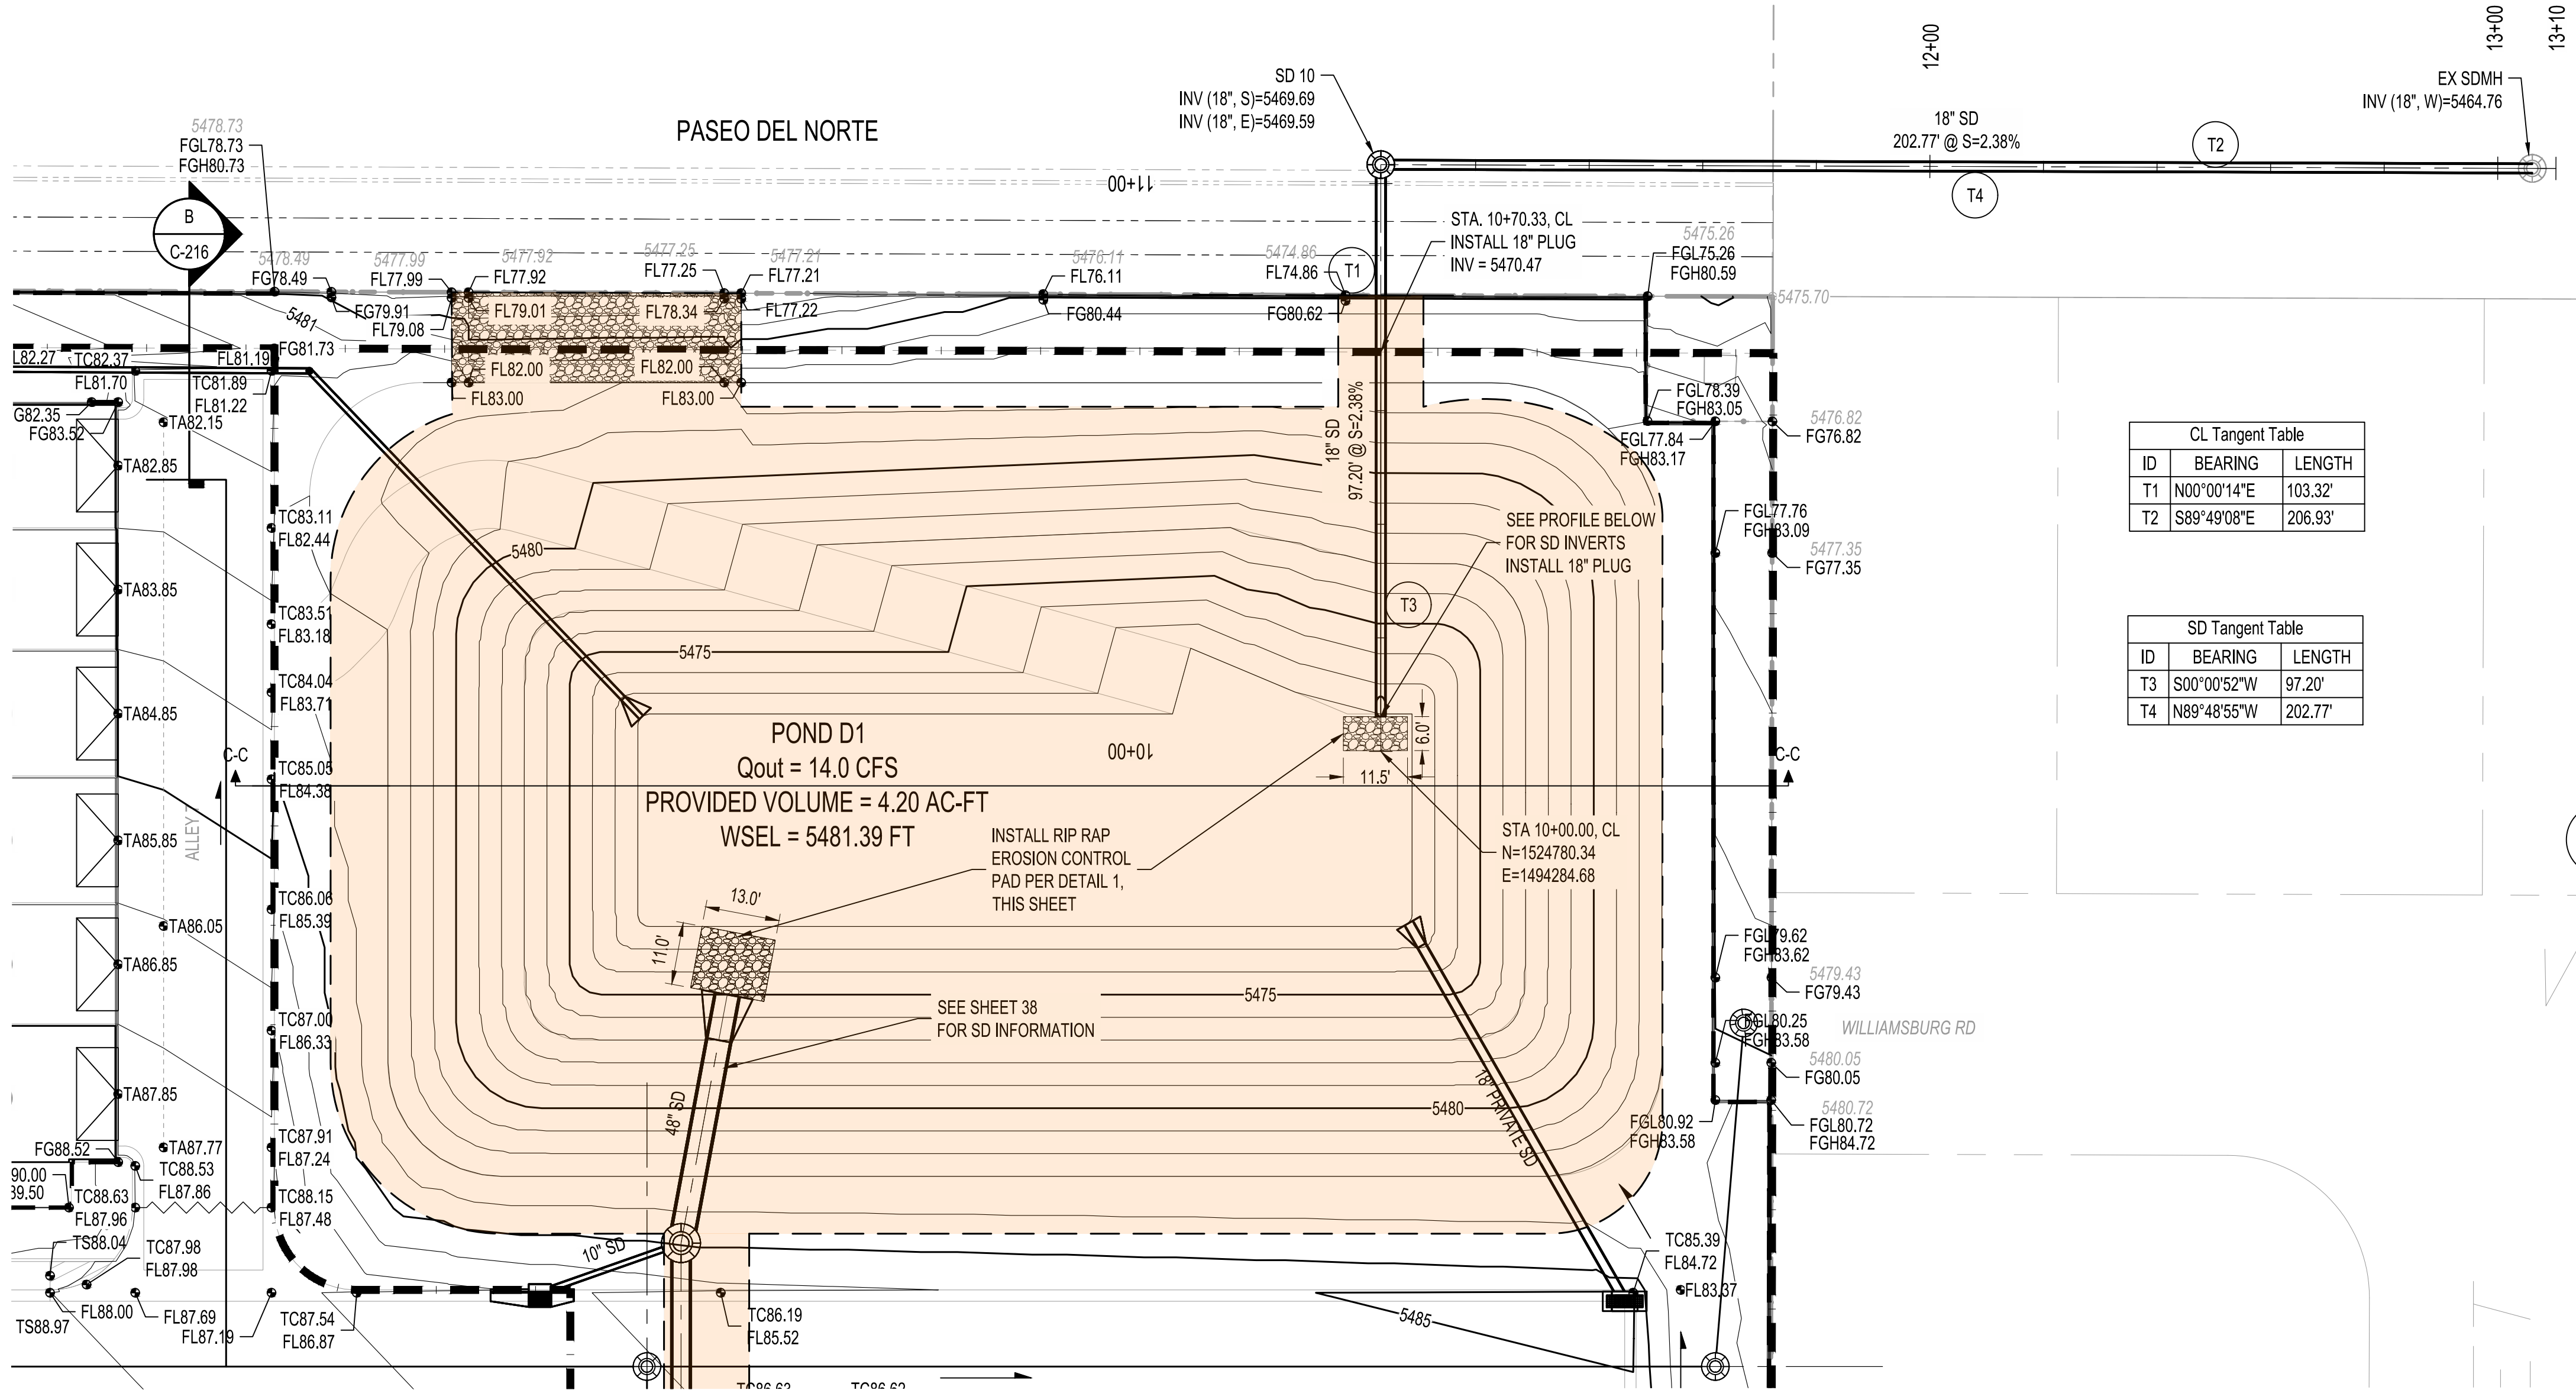 12+00
13+00
13+10
SD 10
INV (18", S)=5469.69
INV (18", E)=5469.59
EX SDMH
INV (18", W)=5464.76
PASEO DEL NORTE
18" SD
202.77' @ S=2.38%
T2
T4
5478.73
FGL78.73
FGH80.73
11+00
B
C-216
STA. 10+70.33, CL
INSTALL 18" PLUG
INV = 5470.47
5478.49
FG78.49
5477.99
FL77.99
5477.92
FL77.92
5477.25
FL77.25
5477.21
FL77.21
5476.11
FL76.11
5474.86
FL74.86
T1
5475.26
FGL75.26
FGH80.59
5475.70
5481
FG79.91
FL79.08
FL79.01
FL78.34
FL77.22
FG80.44
FG80.62
L82.27
TC82.37
FL81.70
FL81.19
FG81.73
TC81.89
FL81.22
FL82.00
FL82.00
FL83.00
FL83.00
G82.35
FG83.52
TA82.15
TA82.85
18" SD
97.20' @ S=2.38%
FGL78.39
FGH83.05
FGL77.84
FGH83.17
5476.82
FG76.82
CL Tangent Table
ID BEARING LENGTH
T1 N00°00'14"E 103.32'
T2 S89°49'08"E 206.93'
TC83.11
FL82.44
5480
SEE PROFILE BELOW
FOR SD INVERTS
INSTALL 18" PLUG
FGL77.76
FGH83.09
5477.35
FG77.35
TA83.85
TC83.51
FL83.18
T3
SD Tangent Table
ID BEARING LENGTH
T3 S00°00'52"W 97.20'
T4 N89°48'55"W 202.77'
5475
TC84.04
FL83.71
TA84.85
POND D1
Qout = 14.0 CFS
PROVIDED VOLUME = 4.20 AC-FT
WSEL = 5481.39 FT
10+00
6.0'
11.5'
C-C
C-C
TC85.05
FL84.38
ALLEY
TA85.85
INSTALL RIP RAP
EROSION CONTROL
PAD PER DETAIL 1,
THIS SHEET
STA 10+00.00, CL
N=1524780.34
E=1494284.68
TC86.06
FL85.39
TA86.05
13.0'
11.0'
FGL79.62
FGH83.62
5479.43
FG79.43
TA86.85
5475
SEE SHEET 38
FOR SD INFORMATION
TC87.00
FL86.33
FGL80.25
FGH83.58
WILLIAMSBURG RD
5480.05
FG80.05
TA87.85
48" SD
5480
18" PRIVATE SD
FGL80.92
FGH83.58
5480.72
FGL80.72
FGH84.72
FG88.52
TA87.77
TC87.91
FL87.24
TC88.53
FL87.86
90.00
39.50
TC88.63
FL87.96
TC88.15
FL87.48
TS88.04
TC87.98
FL87.98
10" SD
TC85.39
FL84.72
FL83.37
TS88.97
FL88.00
FL87.69
FL87.19
TC87.54
FL86.87
TC86.19
FL85.52
5485
TC86.63
TC86.62